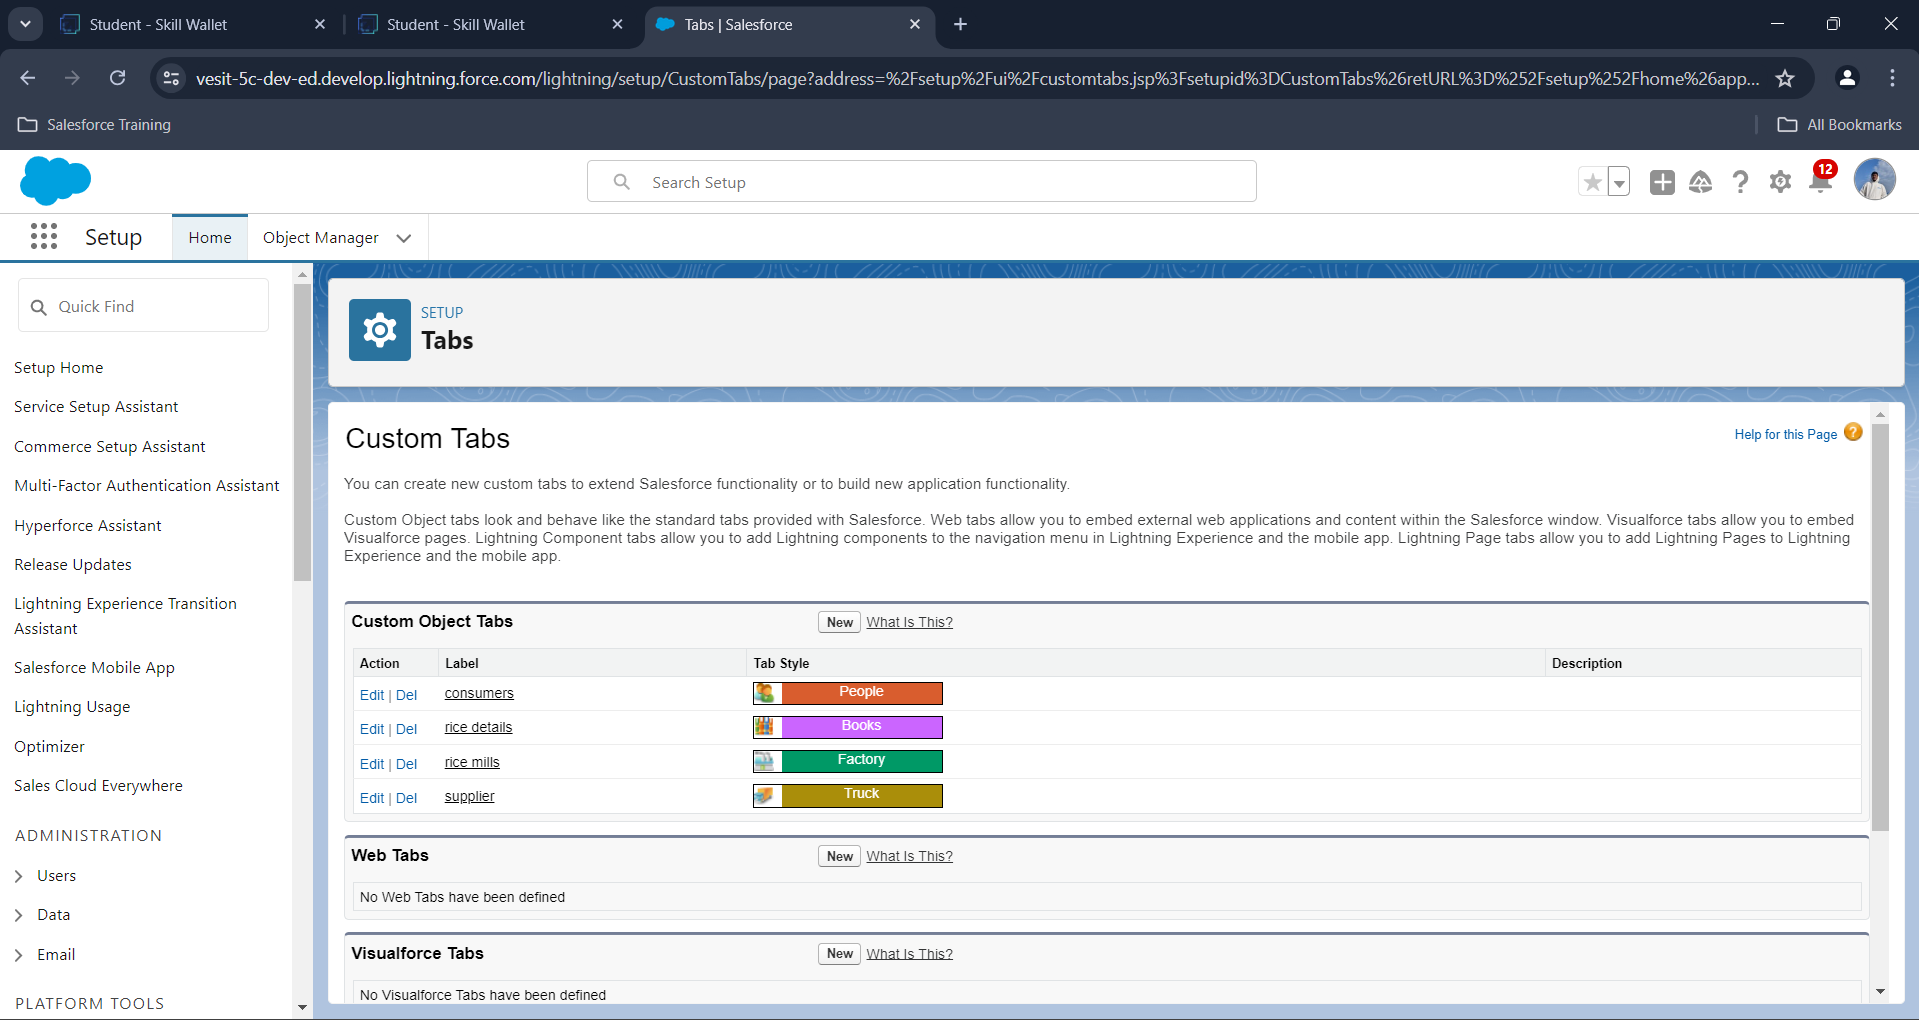 Student - Skill Wallet
Student - Skill Wallet
Tabs | Salesforce
vesit-5c-dev-ed.develop.lightning.force.com/lightning/setup/CustomTabs/page?address=%2Fsetup%2Fui%2Fcustomtabs.jsp%3Fsetupid%3DCustomTabs%26retURL%3D%252Fsetup%252Fhome%26app...
Salesforce Training
All Bookmarks
Search Setup
12
Setup
Home
Object Manager
Quick Find
Setup Home
Service Setup Assistant
Commerce Setup Assistant
Multi-Factor Authentication Assistant
Hyperforce Assistant
Release Updates
Lightning Experience Transition
Assistant
Salesforce Mobile App
Lightning Usage
Optimizer
Sales Cloud Everywhere
ADMINISTRATION
Users
Data
Email
PLATFORM TOOLS
SETUP
Tabs
Custom Tabs
Help for this Page
You can create new custom tabs to extend Salesforce functionality or to build new application functionality.
Custom Object tabs look and behave like the standard tabs provided with Salesforce. Web tabs allow you to embed external web applications and content within the Salesforce window. Visualforce tabs allow you to embed
Visualforce pages. Lightning Component tabs allow you to add Lightning components to the navigation menu in Lightning Experience and the mobile app. Lightning Page tabs allow you to add Lightning Pages to Lightning
Experience and the mobile app.
Custom Object Tabs New What Is This?
Action Label Tab Style Description
Edit | Del consumers People
Edit | Del rice details Books
Edit | Del rice mills Factory
Edit | Del supplier Truck
Web Tabs New What Is This?
No Web Tabs have been defined
Visualforce Tabs New What Is This?
No Visualforce Tabs have been defined